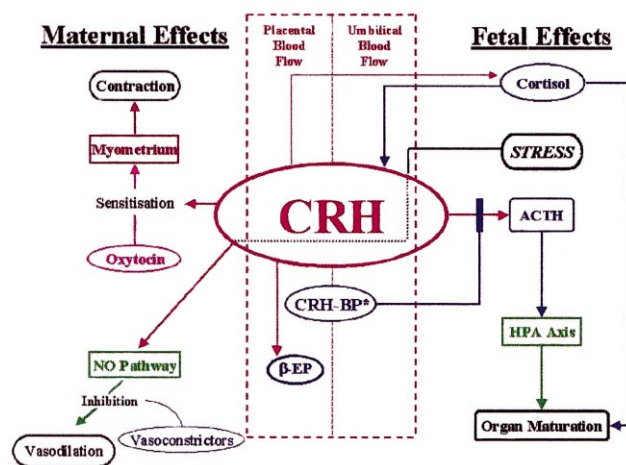 Maternal Effects
Placental
Blood
Flow
Umbilical
Blood
Flow
Fetal Effects
Contraction
Cortisol
Myometrium
STRESS
Sensitisation
CRH
ACTH
Oxytocin
CRH-BP*
HPA Axis
NO Pathway
β-EP
Inhibition
Vasodilation
Vasoconstrictors
Organ Maturation